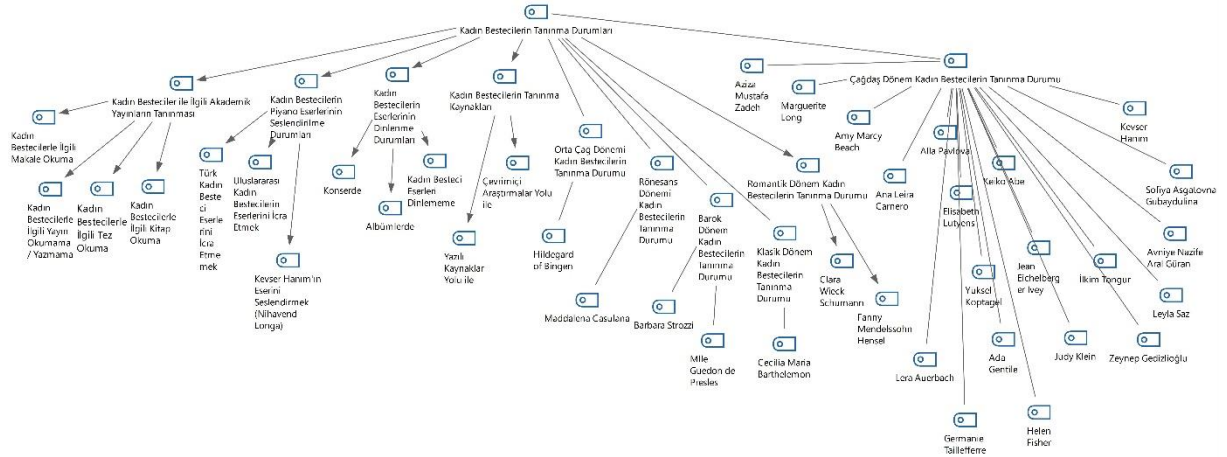 Kadın Bestecilerin Tanınma Durumları
Kadın Besteciler ile İlgili Akademik
Yayınların Tanınması
Kadın
Bestecilerle İlgili
Makale Okuma
Kadın
Bestecilerle
İlgili Yayın
Okumama
/ Yazmama
Kadın
Bestecilerle
İlgili Tez
Okuma
Kadın
Bestecilerle
İlgili Kitap
Okuma
Kadın Bestecilerin
Piyano Eserlerinin
Seslendirilme
Durumları
Türk
Kadın
Beste
ci
Eserle
rini
İcra
Etme
mek
Uluslararası
Kadın
Bestecilerin
Eserlerini İcra
Etmek
Kevser Hanım'ın
Eserini
Seslendirmek
(Nihavend
Longa)
Kadın
Bestecilerin
Eserlerinin
Dinlenme
Durumları
Konserde
Albümlerde
Kadın Besteci
Eserleri
Dinlememe
Kadın Bestecilerin Tanınma
Kaynakları
Yazılı
Kaynaklar
Yolu ile
Çevrimiçi
Araştırmalar Yolu
ile
Orta Çağ Dönemi
Kadın Bestecilerin
Tanınma Durumu
Hildegard
of Bingen
Rönesans
Dönemi
Kadın
Bestecilerin
Tanınma
Durumu
Maddalena Casulana
Barok
Dönem
Kadın
Bestecilerin
Tanınma
Durumu
Barbara Strozzi
Mlle
Guedon de
Presles
Klasik Dönem
Kadın
Bestecilerin
Tanınma
Durumu
Cecilia Maria
Barthelemon
Romantik Dönem Kadın
Bestecilerin Tanınma Durumu
Clara
Wieck
Schumann
Fanny
Mendelssohn
Hensel
Çağdaş Dönem Kadın Bestecilerin Tanınma Durumu
Aziza
Mustafa
Zadeh
Marguerite
Long
Amy Marcy
Beach
Ana Leira
Carnero
Alla Pavlova
Elisabeth
Lutyens
Keiko Abe
Kevser
Hanım
Sofiya Asgatovna
Gubaydulina
Avniye Nazife
Aral Güran
Leyla Saz
İlkim Tongur
Jean
Eichelberg
er Ivey
Yüksel
Koptagel
Lera Auerbach
Ada
Gentile
Judy Klein
Zeynep Gedizlioğlu
Germanie
Taillefferre
Helen
Fisher